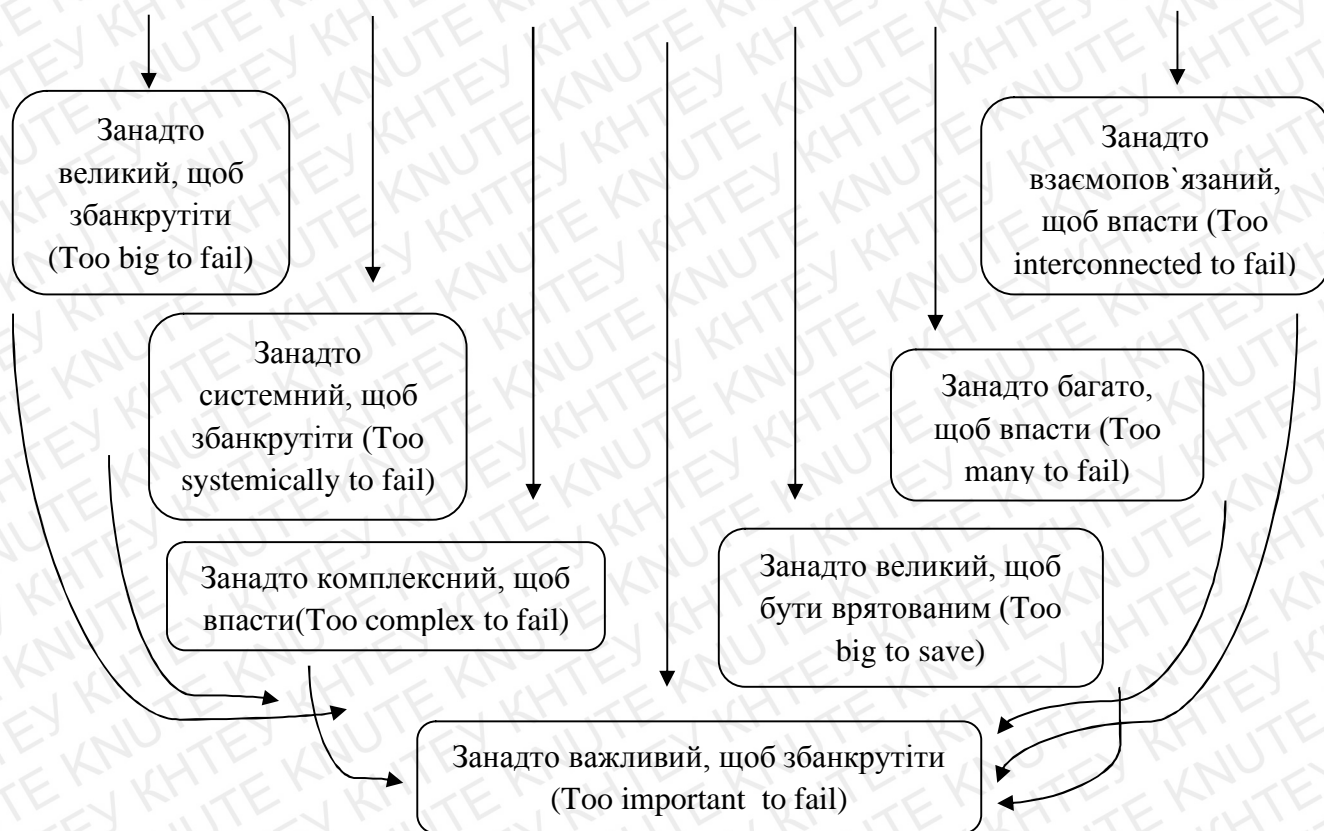 Занадто
великий, щоб
збанкрутіти
(Too big to fail)
Занадто
взаємопов`язаний,
щоб впасти (Too
interconnected to fail)
Занадто
системний, щоб
збанкрутіти (Too
systemically to fail)
Занадто багато,
щоб впасти (Too
many to fail)
Занадто комплексний, щоб
впасти(Too complex to fail)
Занадто великий, щоб
бути врятованим (Too
big to save)
Занадто важливий, щоб збанкрутіти
(Too important to fail)